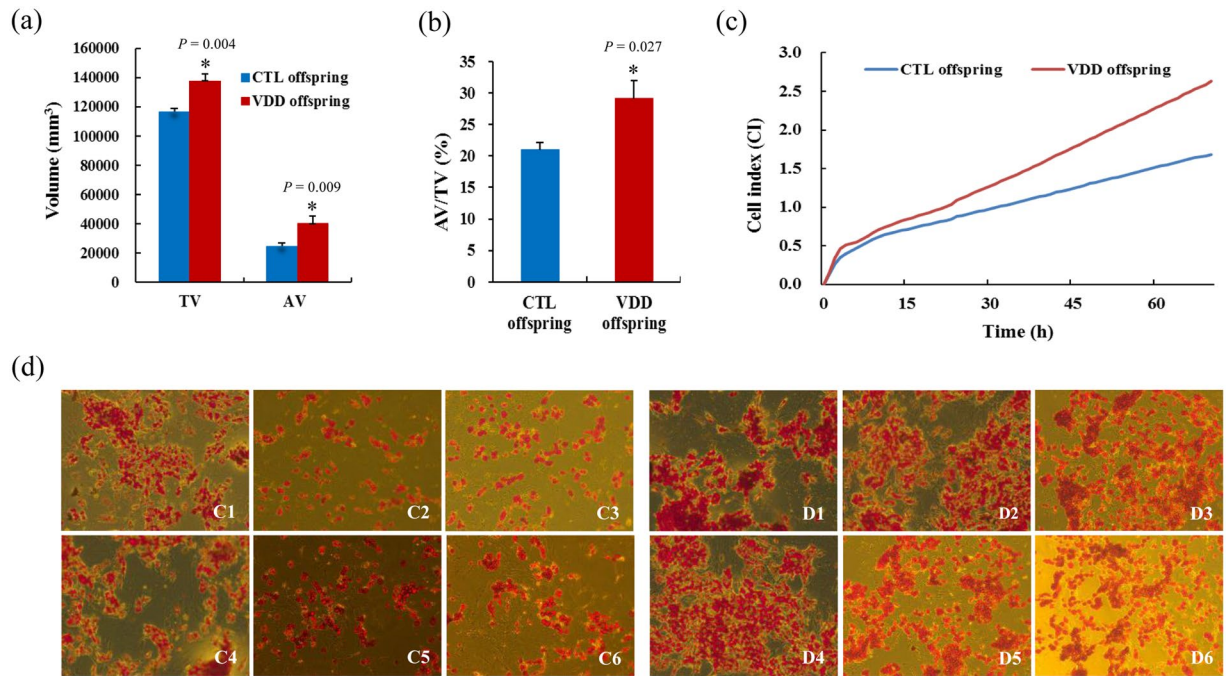 (a)
P = 0.004
*
CTL offspring
VDD offspring
P = 0.009
*
Volume (mm³)
160000
140000
120000
100000
80000
60000
40000
20000
0
TV
AV
(b)
P = 0.027
*
AV/TV (%)
35
30
25
20
15
10
5
0
CTL
offspring
VDD
offspring
(c)
CTL offspring
VDD offspring
Cell index (CI)
3.0
2.5
2.0
1.5
1.0
0.5
0.0
0
15
30
45
60
Time (h)
(d)
C1
C2
C3
D1
D2
D3
C4
C5
C6
D4
D5
D6